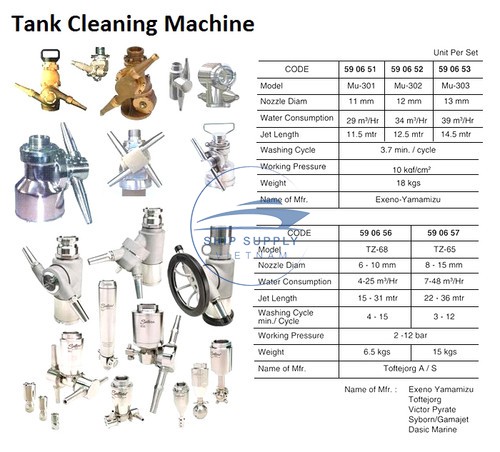 Tank Cleaning Machine
Unit Per Set
CODE 59 06 51 59 06 52 59 06 53
Model Mu-301 Mu-302 Mu-303
Nozzle Diam 11 mm 12 mm 13 mm
Water Consumption 29 m³/Hr 34 m³/Hr 39 m³/Hr
Jet Length 11.5 mtr 12.5 mtr 14.5 mtr
Washing Cycle 3.7 min. / cycle
Working Pressure 10 kgf/cm²
Weight 18 kgs
Name of Mfr. Exeno-Yamamizu
SHIP SUPPLY
VIETNAM
CODE 59 06 56 59 06 57
Model TZ-68 TZ-65
Nozzle Diam 6 - 10 mm 8 - 15 mm
Water Consumption 4-25 m³/Hr 7-48 m³/Hr
Jet Length 15 - 31 mtr 22 - 36 mtr
Washing Cycle
min./ Cycle 4 - 15 3 - 12
Working Pressure 2 -12 bar
Weight 6.5 kgs 15 kgs
Name of Mfr. Toftejorg A / S
Name of Mfr. : Exeno Yamamizu
Toftejorg
Victor Pyrate
Syborn/Gamajet
Dasic Marine